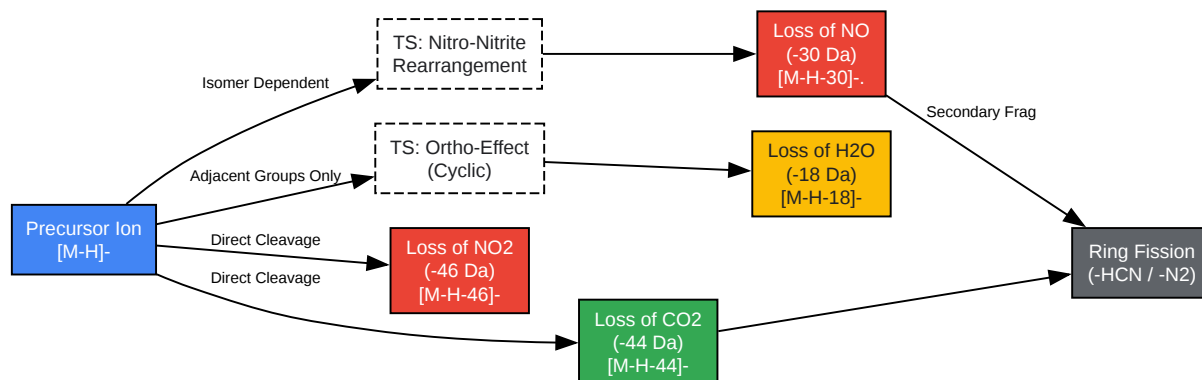 TS: Nitro-Nitrite
Rearrangement
Loss of NO
(-30 Da)
[M-H-30]-.
Isomer Dependent
Secondary Frag
TS: Ortho-Effect
(Cyclic)
Loss of H2O
(-18 Da)
[M-H-18]-
Adjacent Groups Only
Precursor Ion
[M-H]-
Direct Cleavage
Loss of NO2
(-46 Da)
[M-H-46]-
Ring Fission
(-HCN / -N2)
Direct Cleavage
Loss of CO2
(-44 Da)
[M-H-44]-